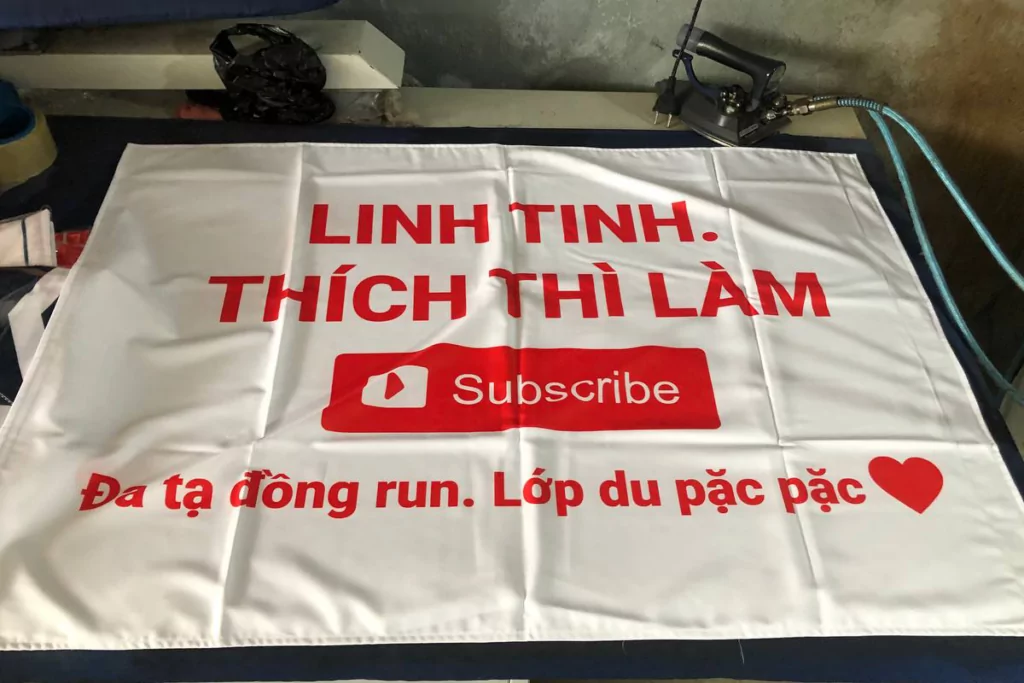 LINH TINH.
THÍCH THÌ LÀM
Subscribe
Đa tạ đồng run. Lớp du pặc pặc